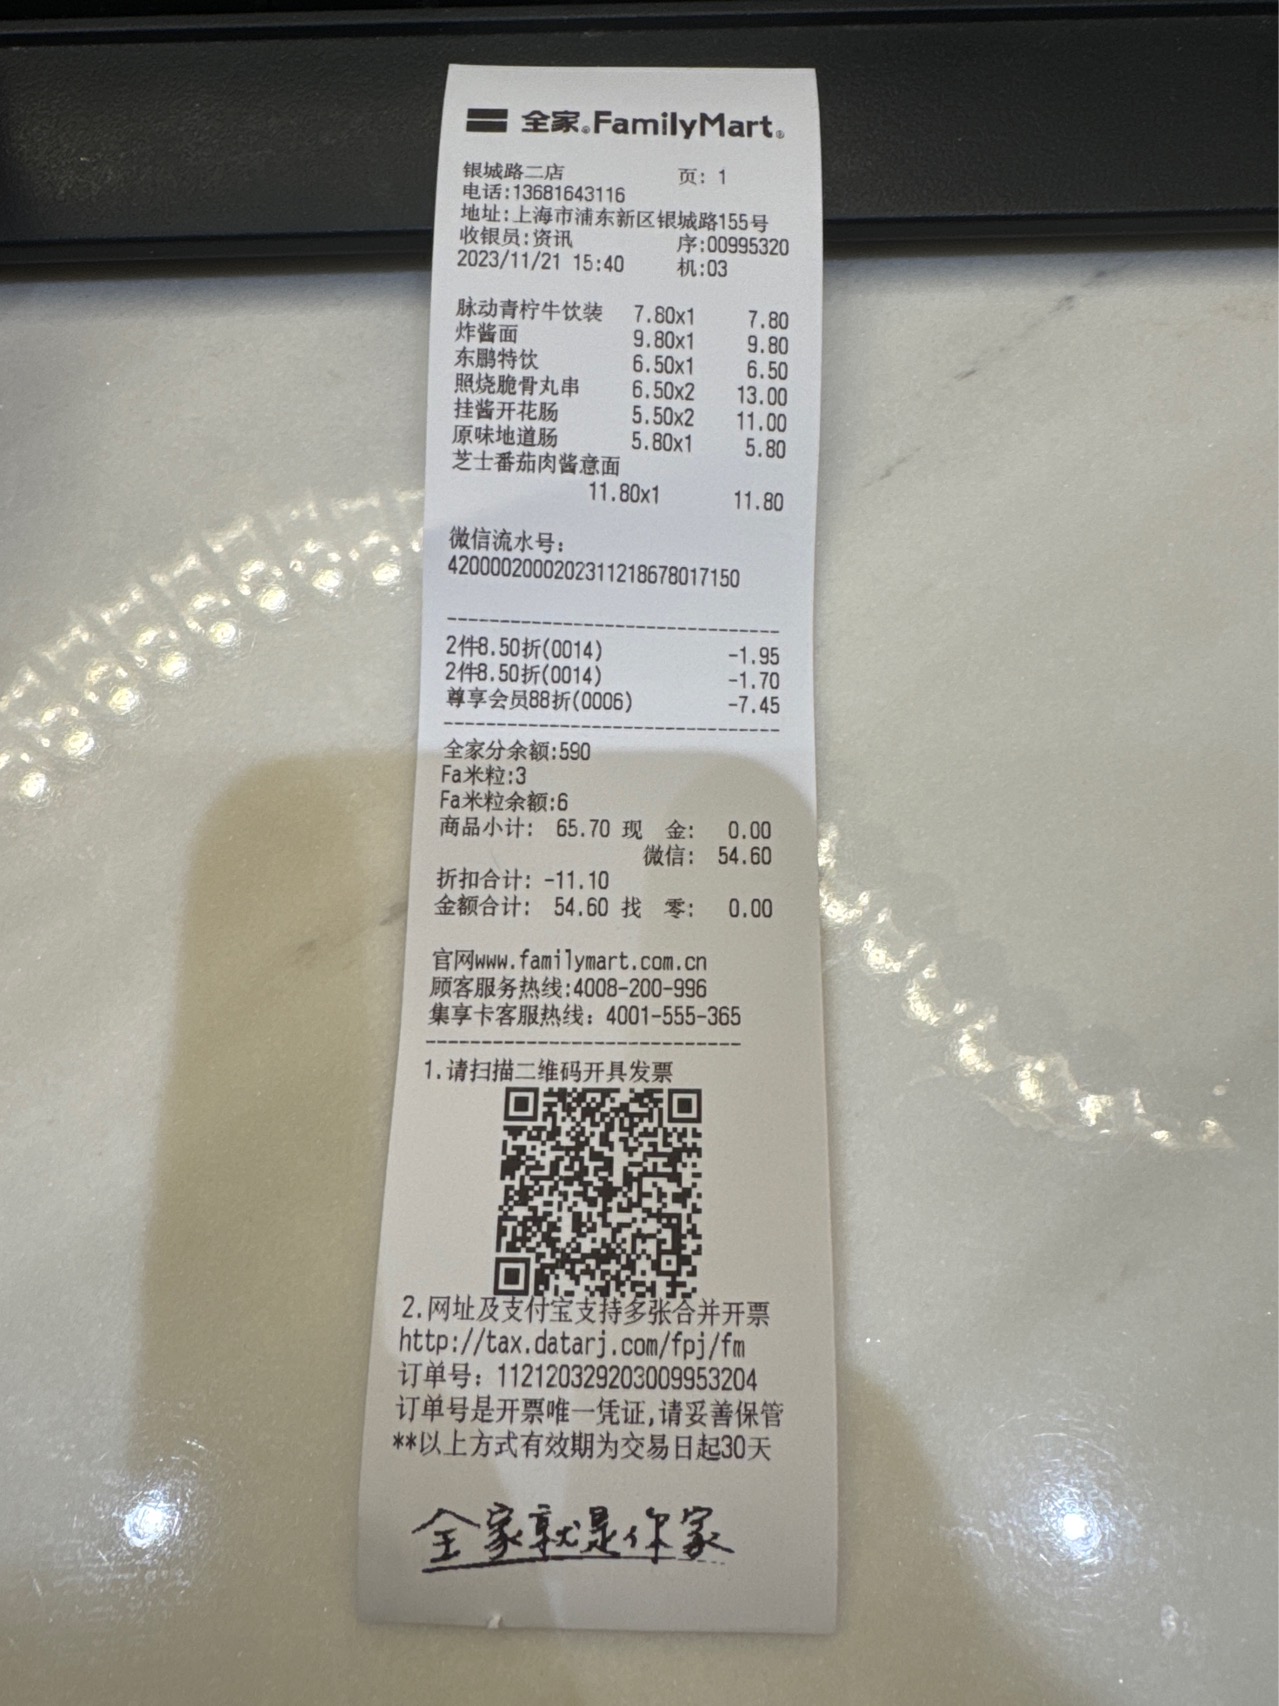 全家®FamilyMart®
银城路二店 页: 1
电话:13681643116
地址:上海市浦东新区银城路155号
收银员:资讯 序:00995320
2023/11/21 15:40 机:03
脉动青柠牛饮装 7.80x1 7.80
炸酱面 9.80x1 9.80
东鹏特饮 6.50x1 6.50
照烧脆骨丸串 6.50x2 13.00
挂酱开花肠 5.50x2 11.00
原味地道肠 5.80x1 5.80
芝士番茄肉酱意面
11.80x1 11.80
微信流水号:
4200002000202311218678017150
2件8.50折(0014) -1.95
2件8.50折(0014) -1.70
尊享会员88折(0006) -7.45
全家分余额:590
Fa米粒:3
Fa米粒余额:6
商品小计: 65.70 现 金: 0.00
微信: 54.60
折扣合计: -11.10
金额合计: 54.60 找 零: 0.00
官网www.familymart.com.cn
顾客服务热线:4008-200-996
集享卡客服热线: 4001-555-365
1.请扫描二维码开具发票
2.网址及支付宝支持多张合并开票
http://tax.datarj.com/fpj/fm
订单号: 112120329203009953204
订单号是开票唯一凭证,请妥善保管
**以上方式有效期为交易日起30天
全家就是你家